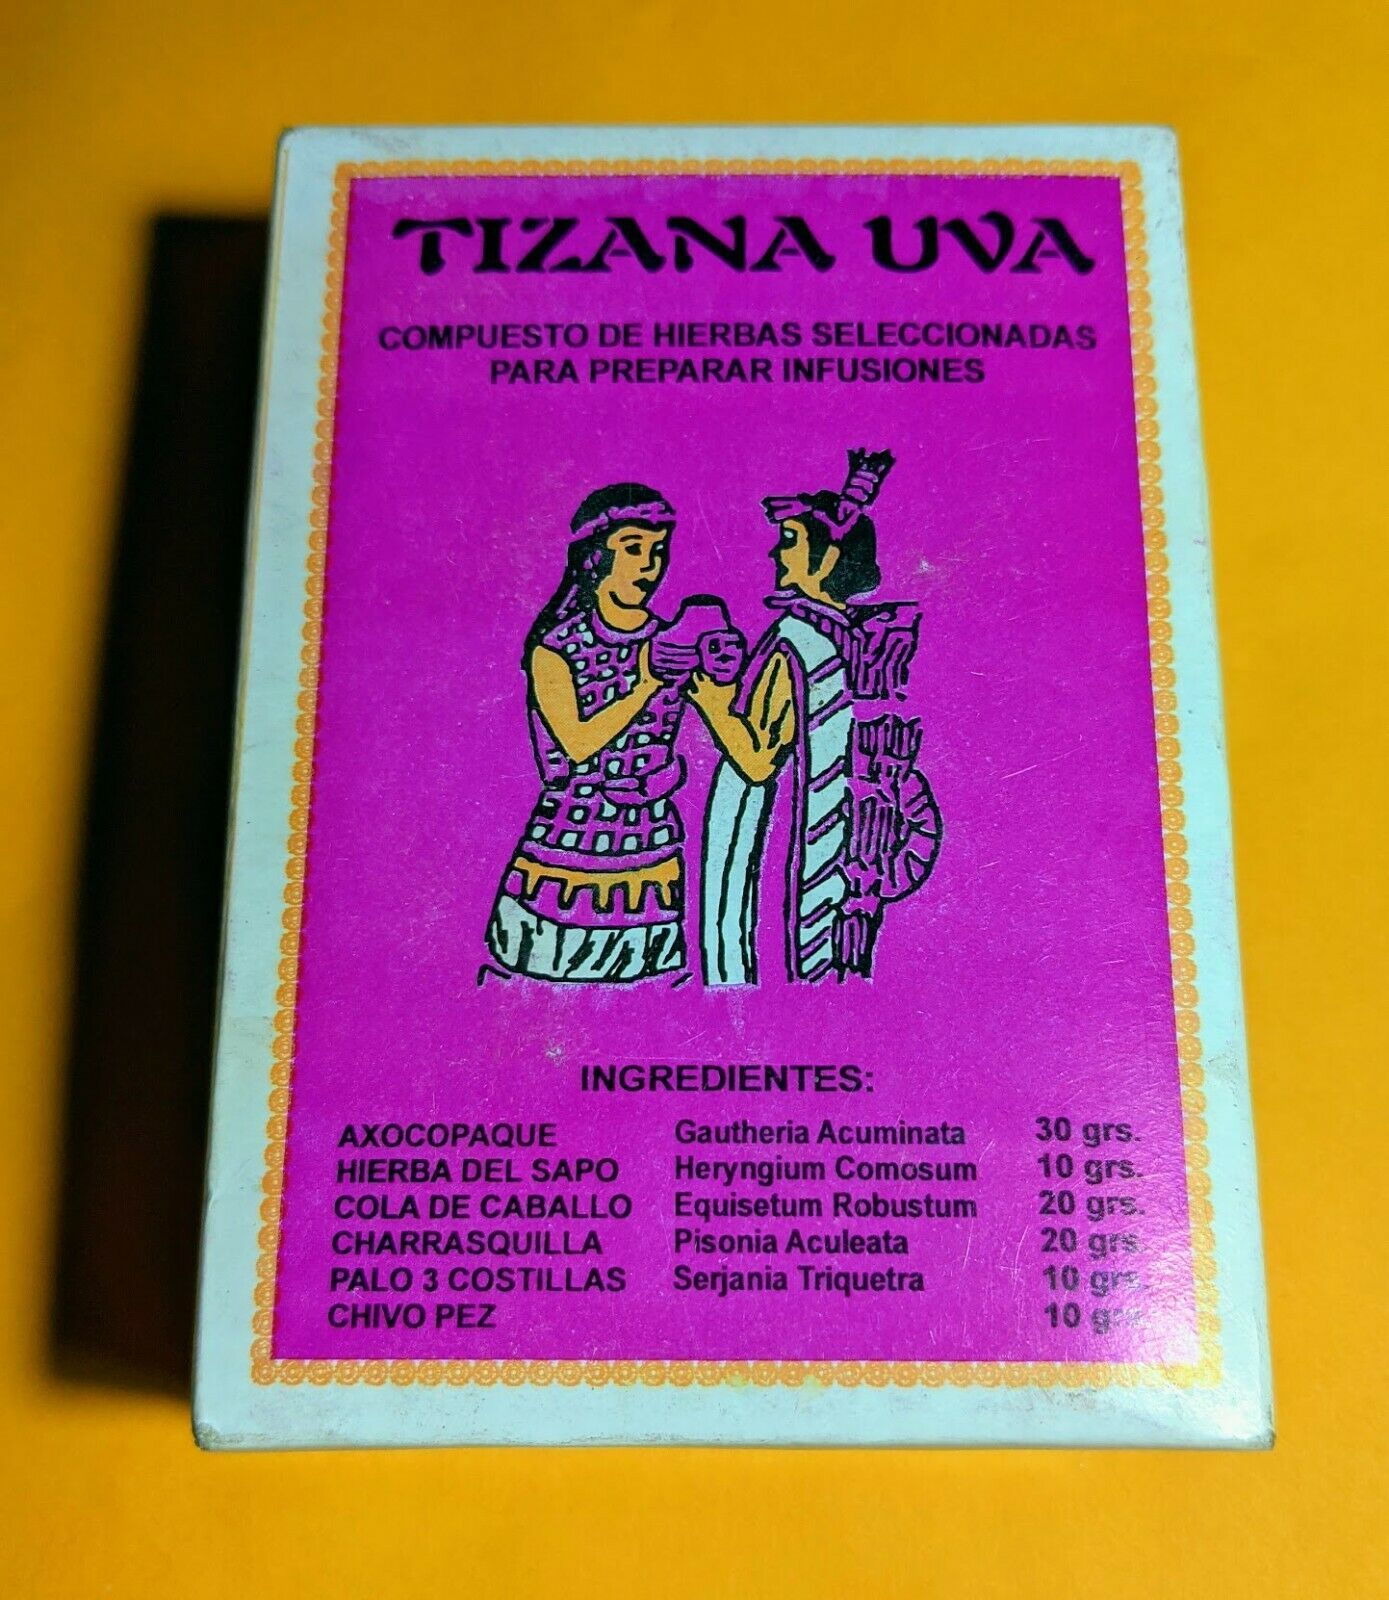 TIZANA UVA
COMPUESTO DE HIERBAS SELECCIONADAS
PARA PREPARAR INFUSIONES
INGREDIENTES:
AXOCOPAQUE Gautheria Acuminata 30 grs.
HIERBA DEL SAPO Heryngium Comosum 10 grs.
COLA DE CABALLO Equisetum Robustum 20 grs.
CHARRASQUILLA Pisonia Aculeata 20 grs.
PALO 3 COSTILLAS Serjania Triquetra 10 grs.
CHIVO PEZ 10 grs.